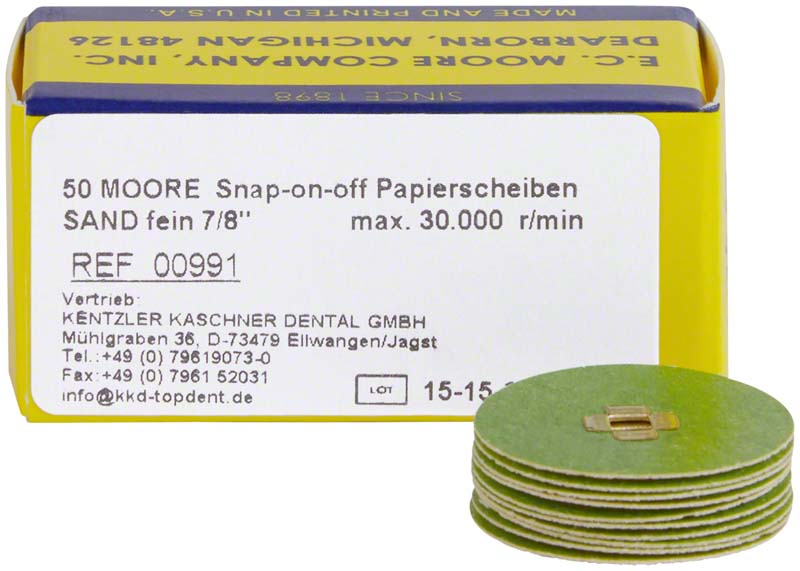 MADE AND PRINTED IN U.S.A.
DEARBORN, MICHIGAN 48126
E.C. MOORE COMPANY, INC.
SINCE 1898
50 MOORE Snap-on-off Papierscheiben
SAND fein 7/8" max. 30.000 r/min
REF 00991
Vertrieb:
KENTZLER KASCHNER DENTAL GMBH
Mühlgraben 36, D-73479 Ellwangen/Jagst
Tel.:+49 (0) 79619073-0
Fax:+49 (0) 7961 52031
info@kkd-topdent.de
LOT 15-15-